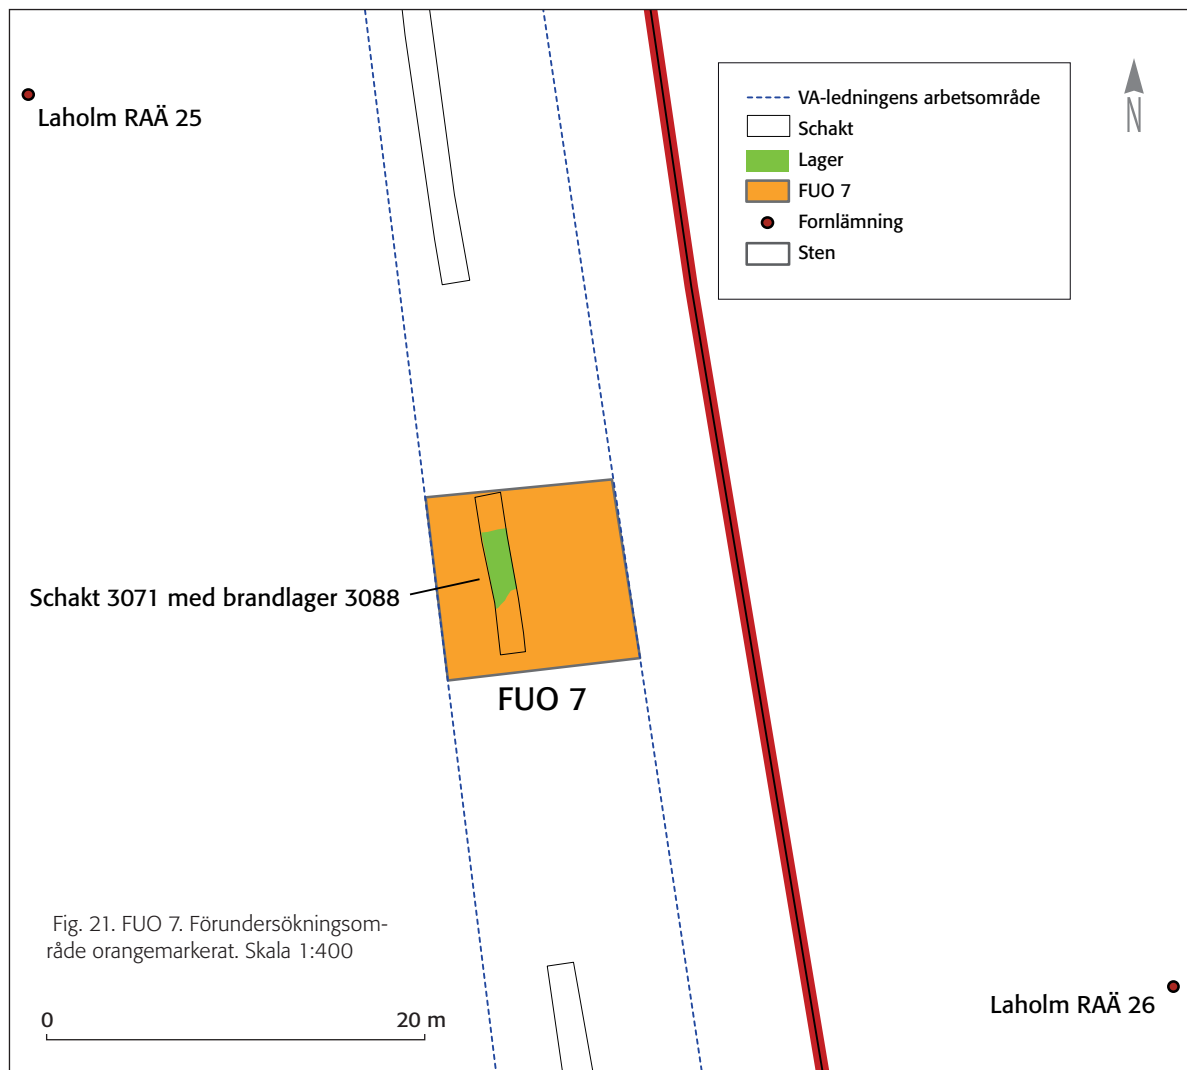 Laholm RAÄ 25
VA-ledningens arbetsområde
Schakt
Lager
FUO 7
Fornlämning
Sten
N
Schakt 3071 med brandlager 3088
FUO 7
Fig. 21. FUO 7. Förundersökningsom-
råde orangemarkerat. Skala 1:400
0 20 m
Laholm RAÄ 26